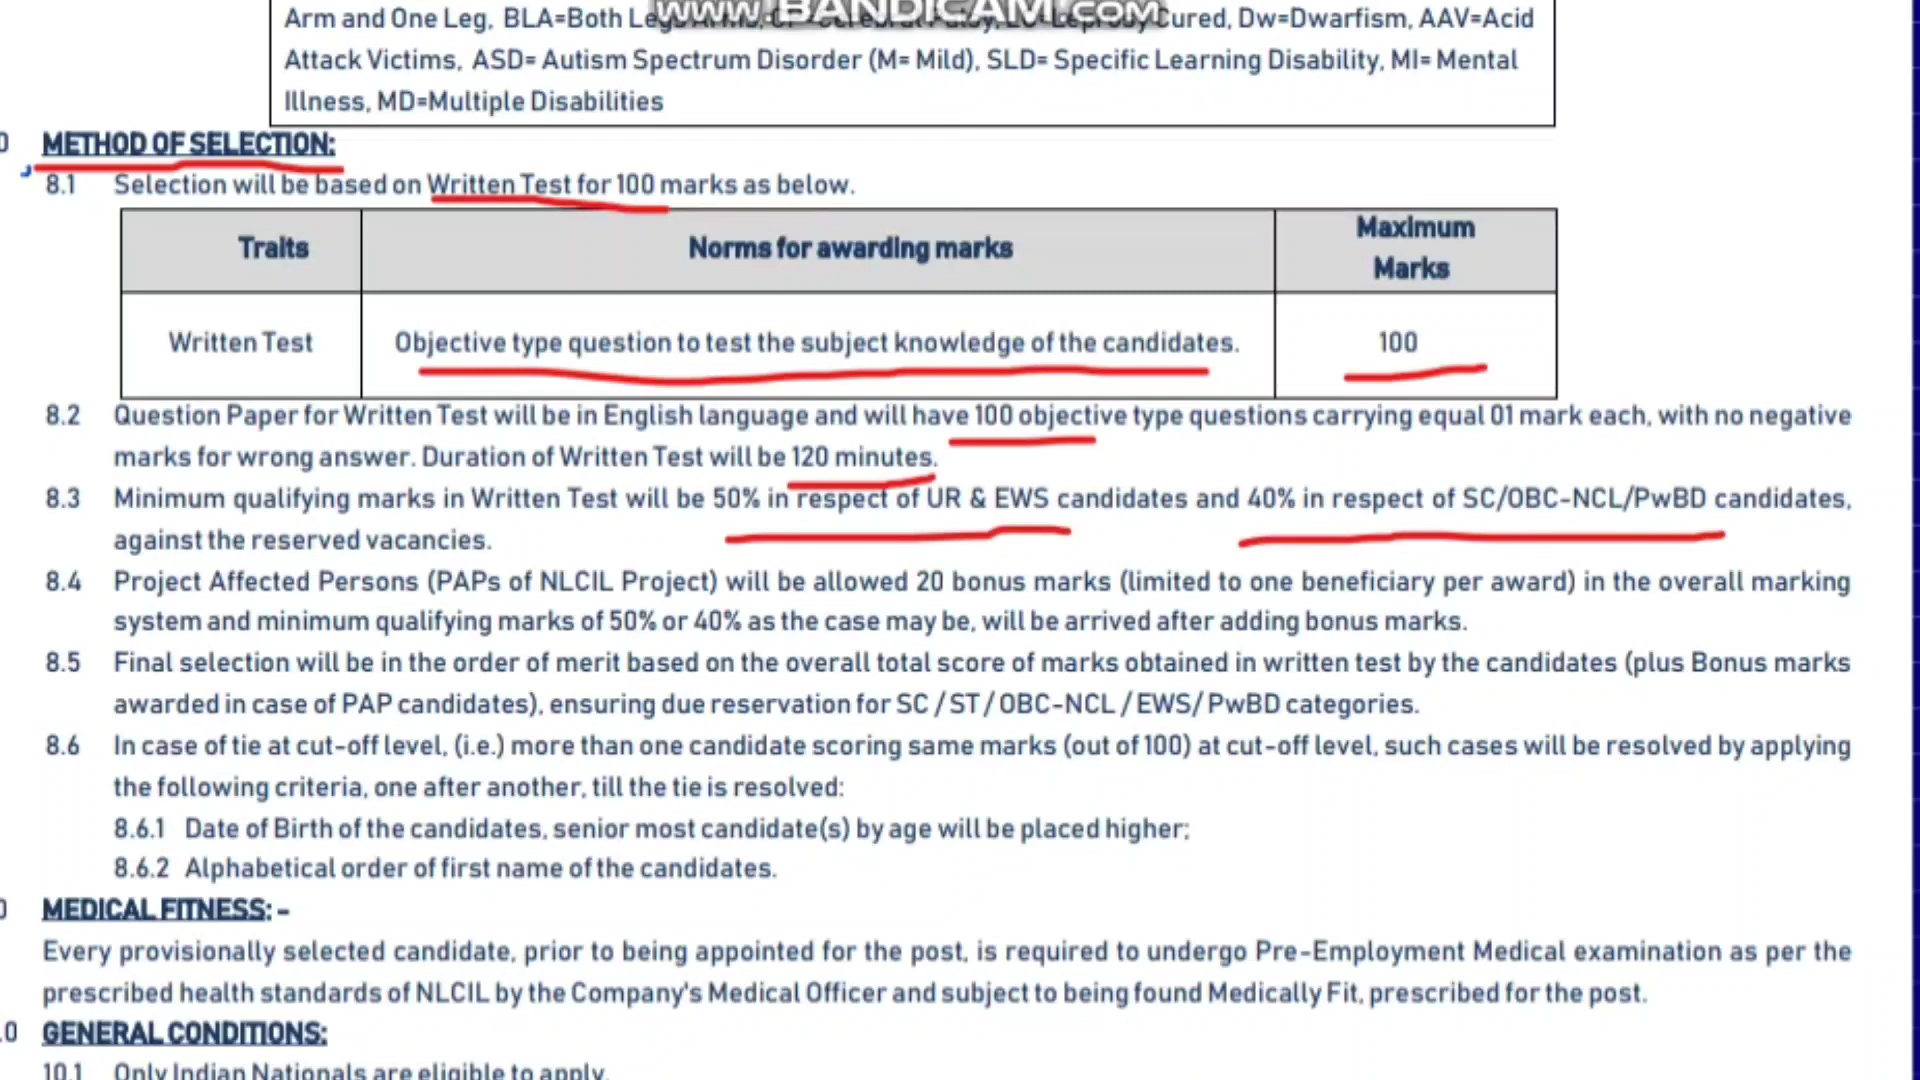 www.BANDICAM.com
Arm and One Leg, BLA=Both Legs Cured, Dw=Dwarfism, AAV=Acid
Attack Victims, ASD= Autism Spectrum Disorder (M= Mild), SLD= Specific Learning Disability, MI= Mental
Illness, MD=Multiple Disabilities
METHOD OF SELECTION:
8.1 Selection will be based on Written Test for 100 marks as below.
Traits Norms for awarding marks Maximum
Marks
Written Test Objective type question to test the subject knowledge of the candidates. 100
8.2 Question Paper for Written Test will be in English language and will have 100 objective type questions carrying equal 01 mark each, with no negative
marks for wrong answer. Duration of Written Test will be 120 minutes.
8.3 Minimum qualifying marks in Written Test will be 50% in respect of UR & EWS candidates and 40% in respect of SC/OBC-NCL/PwBD candidates,
against the reserved vacancies.
8.4 Project Affected Persons (PAPs of NLCIL Project) will be allowed 20 bonus marks (limited to one beneficiary per award) in the overall marking
system and minimum qualifying marks of 50% or 40% as the case may be, will be arrived after adding bonus marks.
8.5 Final selection will be in the order of merit based on the overall total score of marks obtained in written test by the candidates (plus Bonus marks
awarded in case of PAP candidates), ensuring due reservation for SC / ST / OBC-NCL / EWS/ PwBD categories.
8.6 In case of tie at cut-off level, (i.e.) more than one candidate scoring same marks (out of 100) at cut-off level, such cases will be resolved by applying
the following criteria, one after another, till the tie is resolved:
8.6.1 Date of Birth of the candidates, senior most candidate(s) by age will be placed higher;
8.6.2 Alphabetical order of first name of the candidates.
MEDICAL FITNESS: -
Every provisionally selected candidate, prior to being appointed for the post, is required to undergo Pre-Employment Medical examination as per the
prescribed health standards of NLCIL by the Company's Medical Officer and subject to being found Medically Fit, prescribed for the post.
.0 GENERAL CONDITIONS:
10.1 Only Indian Nationals are eligible to apply.